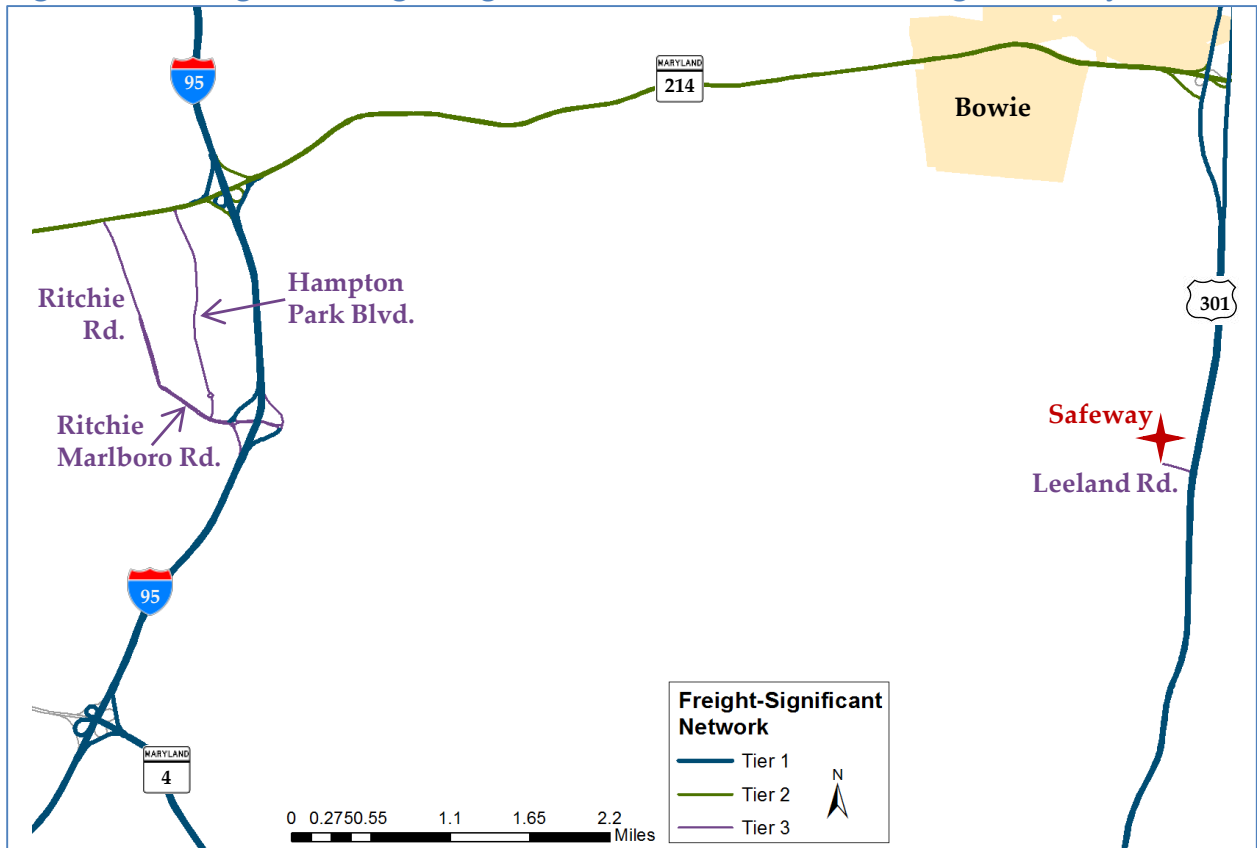 95
MARYLAND
214
Bowie
Ritchie
Rd.
Hampton
Park Blvd.
301
Ritchie
Marlboro Rd.
Safeway
Leeland Rd.
95
MARYLAND
4
Freight-Significant
Network
Tier 1
Tier 2
Tier 3
N
0 0.2750.55 1.1 1.65 2.2
Miles